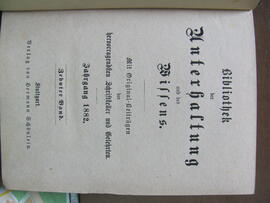 Bibliothek
der
Unterhaltung
und des
Wissens.
Mit Original-Beiträgen
der
hervorragendsten Schriftsteller und Gelehrten.
Jahrgang 1882.
Zehnter Band.
Stuttgart.
Verlag von Hermann Schönlein.